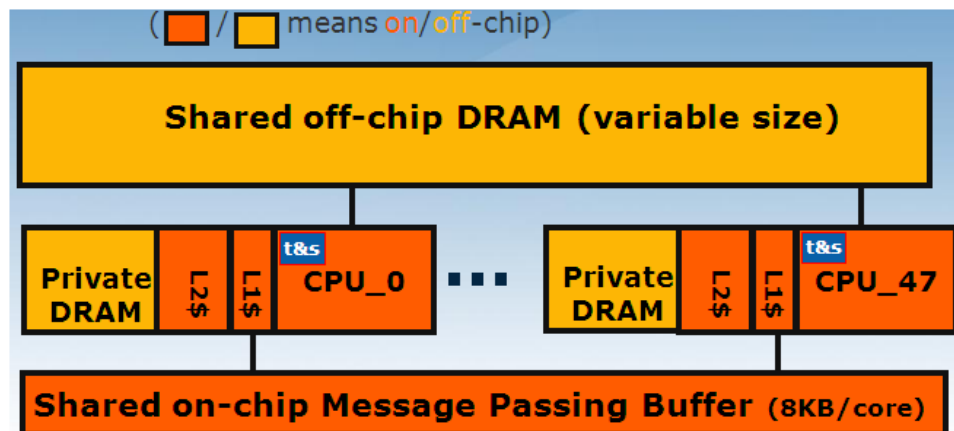 ( / means on/off-chip)
Shared off-chip DRAM (variable size)
Private DRAM
L2$
L1$
t&s
CPU_0
...
Private DRAM
L2$
L1$
t&s
CPU_47
Shared on-chip Message Passing Buffer (8KB/core)